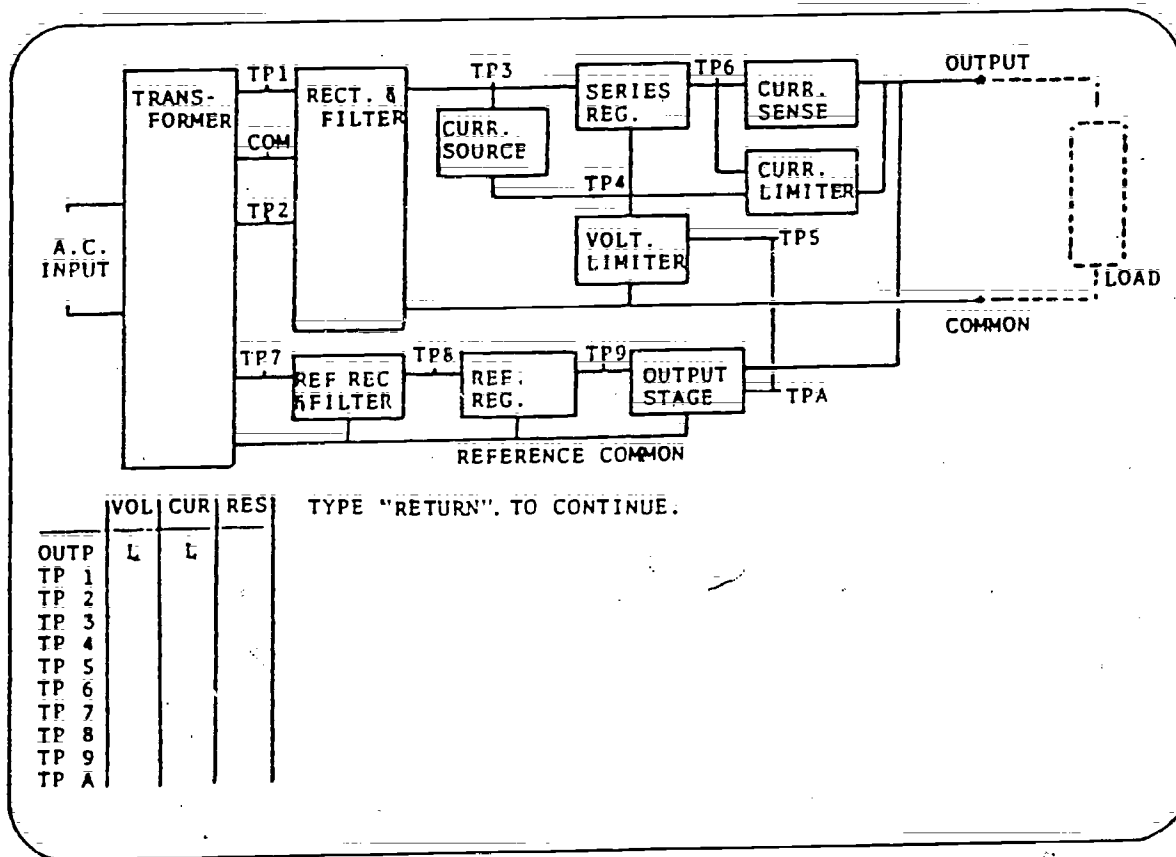 TP1
TP3
TP6
OUTPUT
TRANS-
FORMER
RECT. &
FILTER
SERIES
REG.
CURR.
SENSE
COM
CURR.
SOURCE
CURR.
LIMITER
TP4
TP2
A.C.
INPUT
VOLT.
LIMITER
TP5
LOAD
COMMON
TP7
TP8
TP9
REF REC
&FILTER
REF.
REG.
OUTPUT
STAGE
TPA
REFERENCE COMMON
VOL CUR RES
TYPE "RETURN". TO CONTINUE.
OUTP L L
TP 1
TP 2
TP 3
TP 4
TP 5
TP 6
TP 7
TP 8
TP 9
TP A